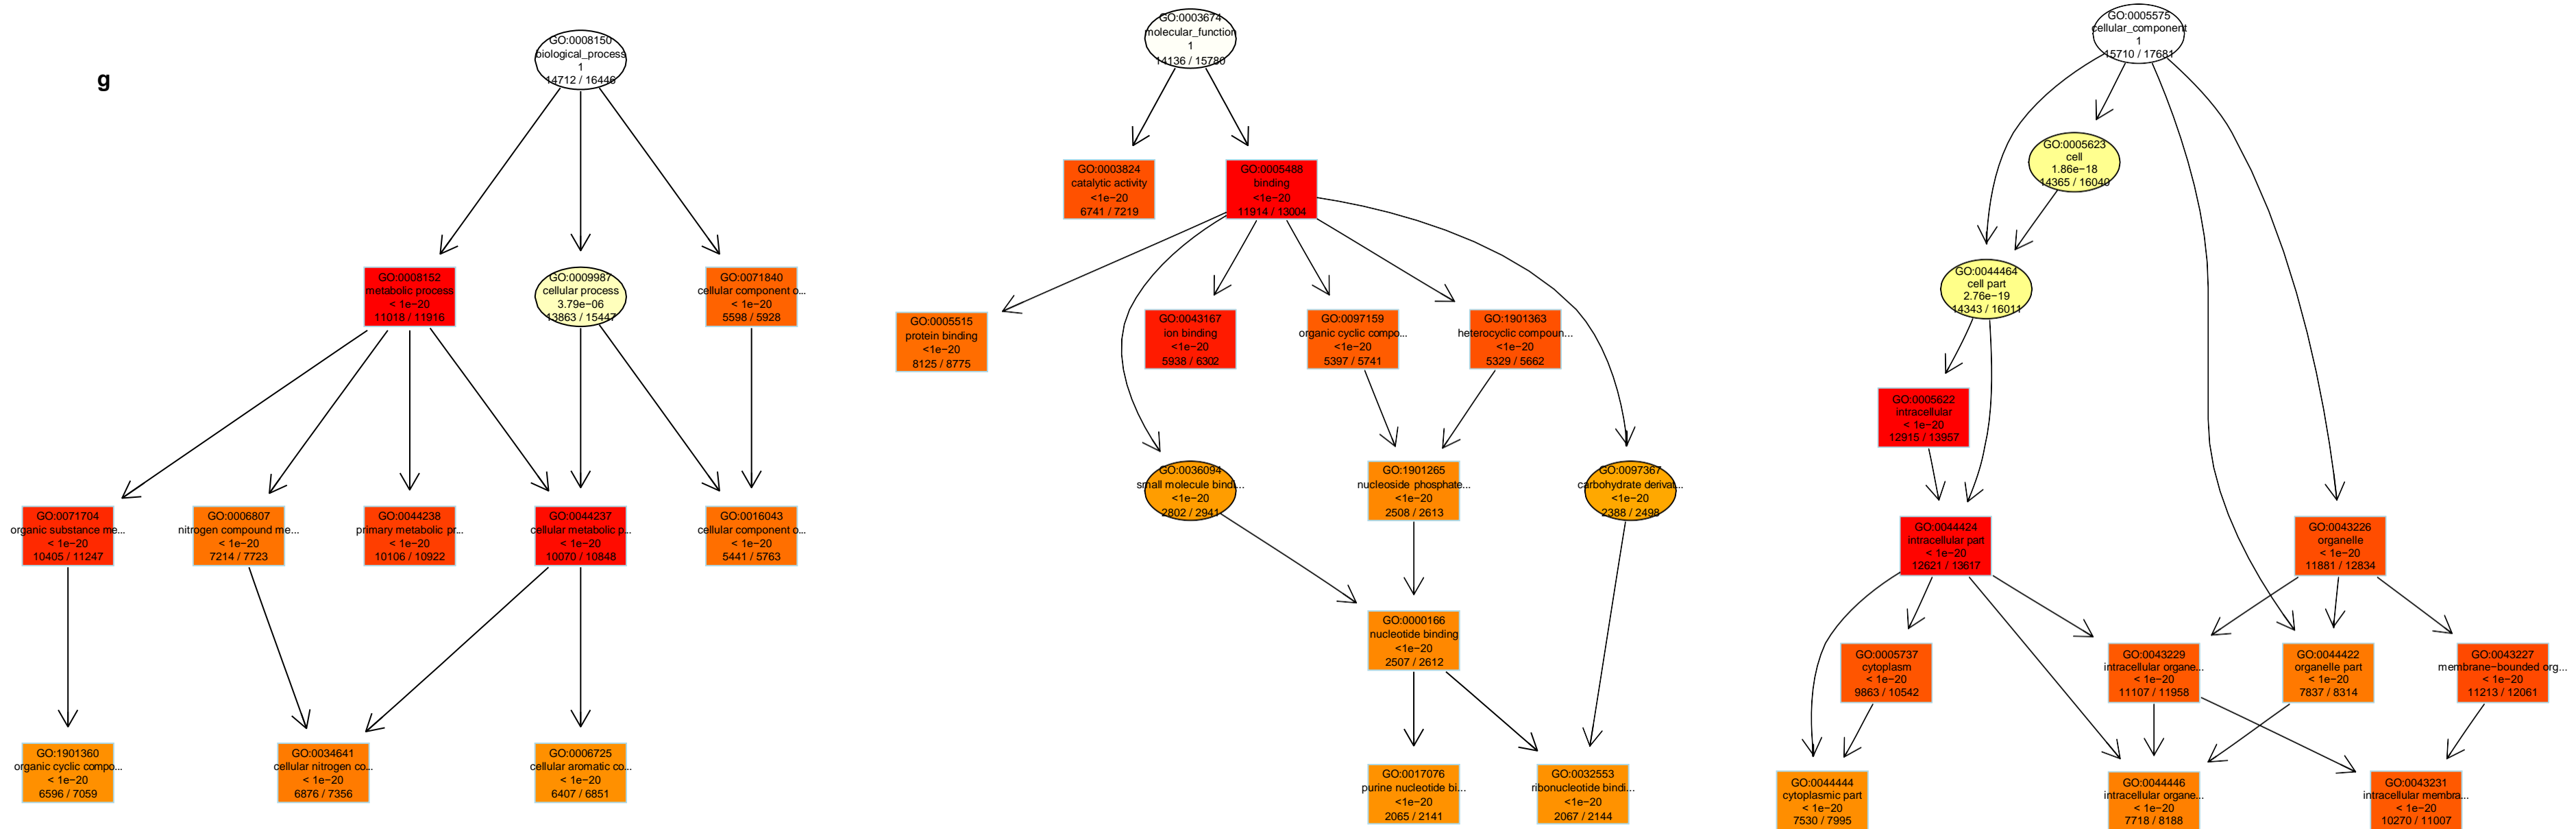 g
GO:0008150
biological_process
1
14712 / 16446
GO:0008152
metabolic process
< 1e−20
11018 / 11916
GO:0009987
cellular process
3.79e−06
13863 / 15447
GO:0071840
cellular component o...
< 1e−20
5598 / 5928
GO:0071704
organic substance me...
< 1e−20
10405 / 11247
GO:0006807
nitrogen compound me...
< 1e−20
7214 / 7723
GO:0044238
primary metabolic pr...
< 1e−20
10106 / 10922
GO:0044237
cellular metabolic p...
< 1e−20
10070 / 10848
GO:0016043
cellular component o...
< 1e−20
5441 / 5763
GO:1901360
organic cyclic compo...
< 1e−20
6596 / 7059
GO:0034641
cellular nitrogen co...
< 1e−20
6876 / 7356
GO:0006725
cellular aromatic co...
< 1e−20
6407 / 6851
GO:0003674
molecular_function
1
14136 / 15780
GO:0003824
catalytic activity
<1e−20
6741 / 7219
GO:0005488
binding
<1e−20
11914 / 13004
GO:0005515
protein binding
<1e−20
8125 / 8775
GO:0043167
ion binding
<1e−20
5938 / 6302
GO:0097159
organic cyclic compo...
<1e−20
5397 / 5741
GO:1901363
heterocyclic compoun...
<1e−20
5329 / 5662
GO:0036094
small molecule bindi...
<1e−20
2802 / 2941
GO:1901265
nucleoside phosphate...
<1e−20
2508 / 2613
GO:0097367
carbohydrate derivat...
<1e−20
2388 / 2498
GO:0000166
nucleotide binding
<1e−20
2507 / 2612
GO:0017076
purine nucleotide bi...
<1e−20
2065 / 2141
GO:0032553
ribonucleotide bindi...
<1e−20
2067 / 2144
GO:0005575
cellular_component
1
15710 / 17681
GO:0005623
cell
1.86e−18
14365 / 16040
GO:0044464
cell part
2.76e−19
14343 / 16011
GO:0005622
intracellular
< 1e−20
12915 / 13957
GO:0044424
intracellular part
< 1e−20
12621 / 13617
GO:0043226
organelle
< 1e−20
11881 / 12834
GO:0005737
cytoplasm
< 1e−20
9863 / 10542
GO:0043229
intracellular organe...
< 1e−20
11107 / 11958
GO:0044422
organelle part
< 1e−20
7837 / 8314
GO:0043227
membrane−bounded org...
< 1e−20
11213 / 12061
GO:0044444
cytoplasmic part
< 1e−20
7530 / 7995
GO:0044446
intracellular organe...
< 1e−20
7718 / 8188
GO:0043231
intracellular membra...
< 1e−20
10270 / 11007